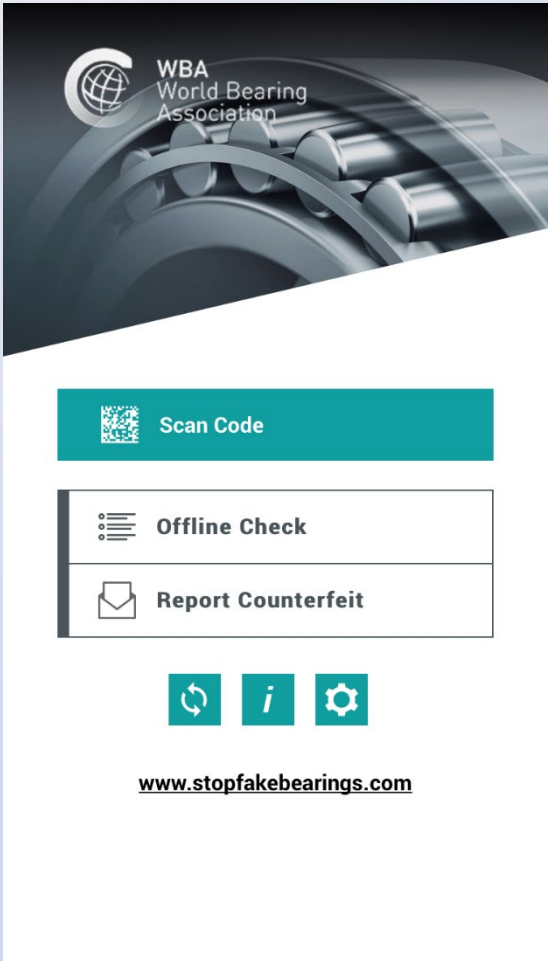 WBA
World Bearing
Association
Scan Code
Offline Check
Report Counterfeit
i
www.stopfakebearings.com